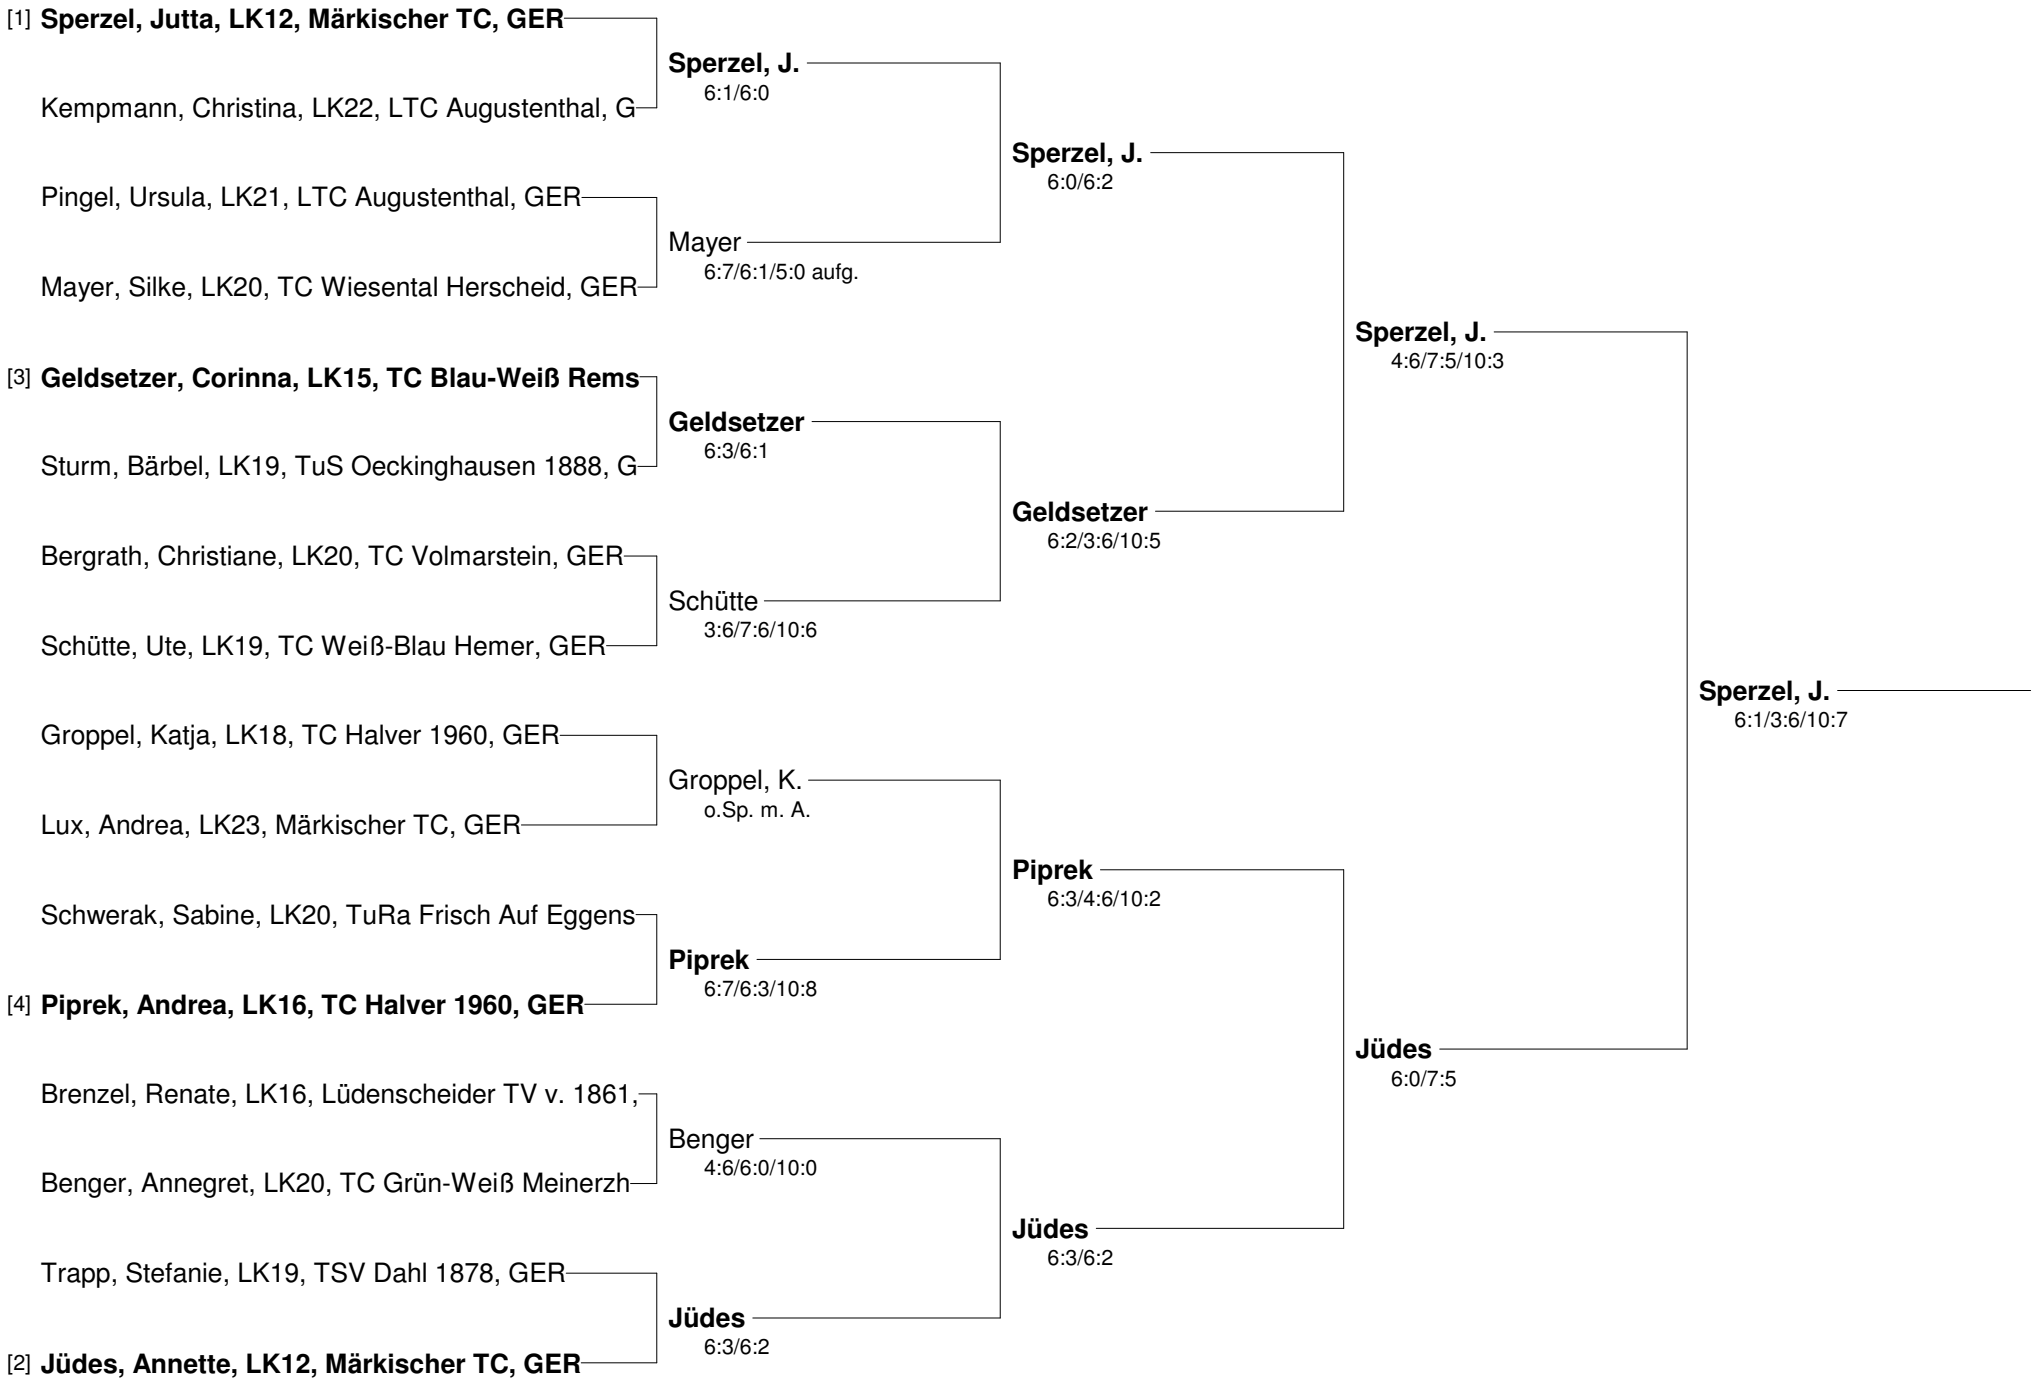 [1] Sperzel, Jutta, LK12, Märkischer TC, GER
Sperzel, J.
6:1/6:0
Kempmann, Christina, LK22, LTC Augustenthal, G
Sperzel, J.
6:0/6:2
Pingel, Ursula, LK21, LTC Augustenthal, GER
Mayer
6:7/6:1/5:0 aufg.
Mayer, Silke, LK20, TC Wiesental Herscheid, GER
Sperzel, J.
4:6/7:5/10:3
[3] Geldsetzer, Corinna, LK15, TC Blau-Weiß Rems
Geldsetzer
6:3/6:1
Sturm, Bärbel, LK19, TuS Oeckinghausen 1888, G
Geldsetzer
6:2/3:6/10:5
Bergrath, Christiane, LK20, TC Volmarstein, GER
Schütte
3:6/7:6/10:6
Schütte, Ute, LK19, TC Weiß-Blau Hemer, GER
Sperzel, J.
6:1/3:6/10:7
Groppel, Katja, LK18, TC Halver 1960, GER
Groppel, K.
o.Sp. m. A.
Lux, Andrea, LK23, Märkischer TC, GER
Piprek
6:3/4:6/10:2
Schwerak, Sabine, LK20, TuRa Frisch Auf Eggens
Piprek
6:7/6:3/10:8
[4] Piprek, Andrea, LK16, TC Halver 1960, GER
Jüdes
6:0/7:5
Brenzel, Renate, LK16, Lüdenscheider TV v. 1861,
Benger
4:6/6:0/10:0
Benger, Annegret, LK20, TC Grün-Weiß Meinerzh
Jüdes
6:3/6:2
Trapp, Stefanie, LK19, TSV Dahl 1878, GER
Jüdes
6:3/6:2
[2] Jüdes, Annette, LK12, Märkischer TC, GER